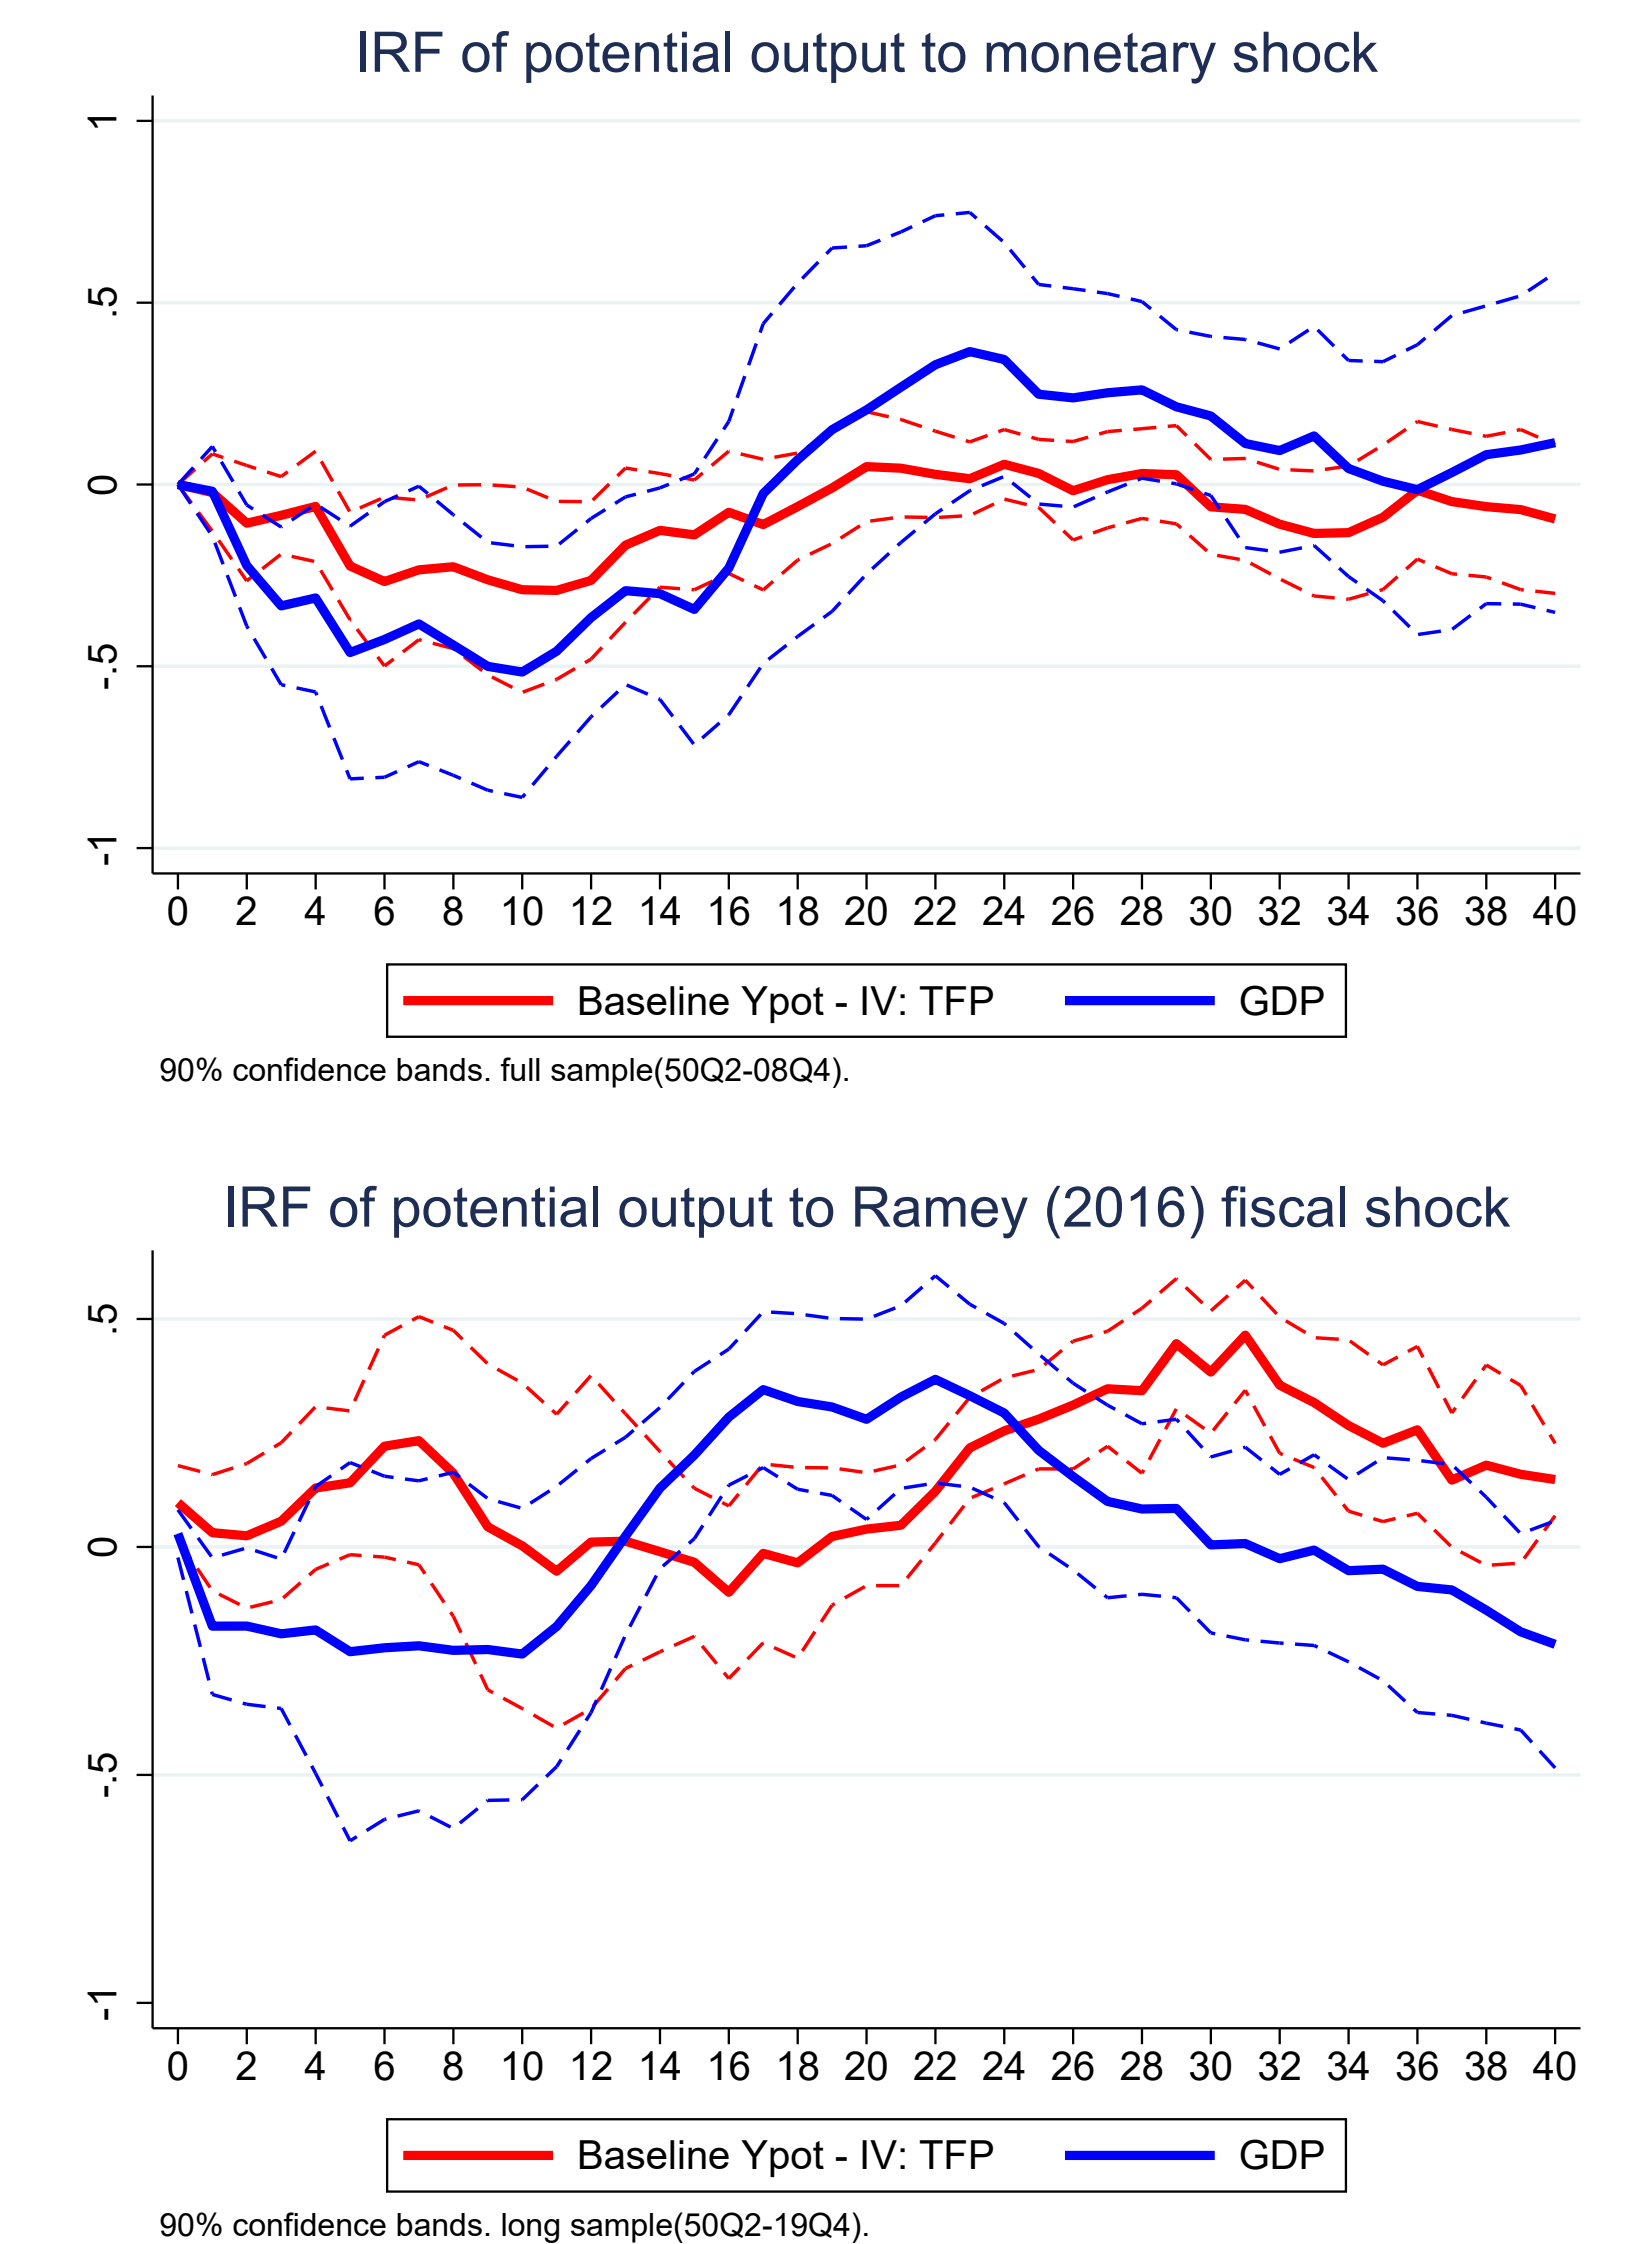 IRF of potential output to monetary shock
1
.5
0
-.5
-1
0 2 4 6 8 10 12 14 16 18 20 22 24 26 28 30 32 34 36 38 40
Baseline Ypot - IV: TFP GDP
90% confidence bands. full sample(50Q2-08Q4).
IRF of potential output to Ramey (2016) fiscal shock
.5
0
-.5
-1
0 2 4 6 8 10 12 14 16 18 20 22 24 26 28 30 32 34 36 38 40
Baseline Ypot - IV: TFP GDP
90% confidence bands. long sample(50Q2-19Q4).